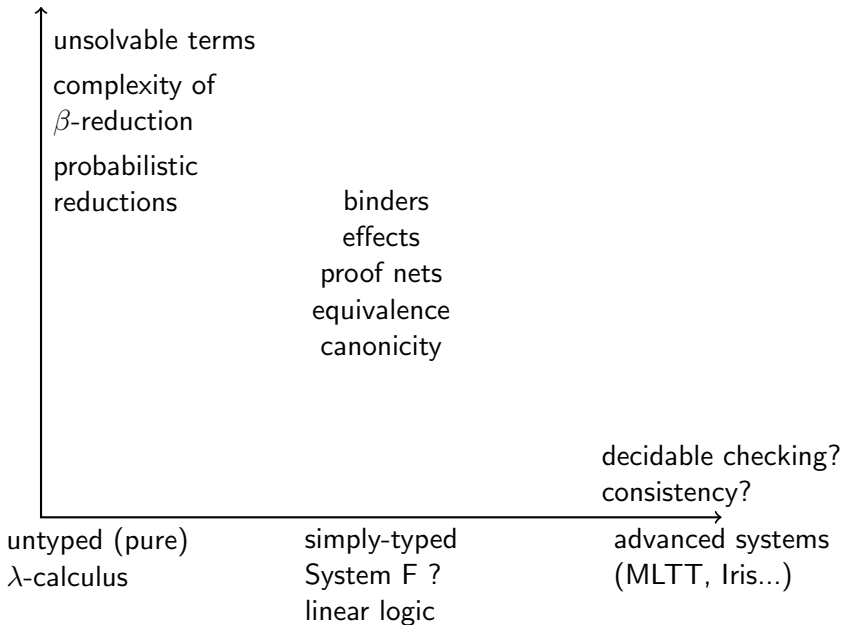 unsolvable terms
complexity of
β-reduction
probabilistic
reductions
binders
effects
proof nets
equivalence
canonicity
decidable checking?
consistency?
untyped (pure)
λ-calculus
simply-typed
System F ?
linear logic
advanced systems
(MLTT, Iris...)